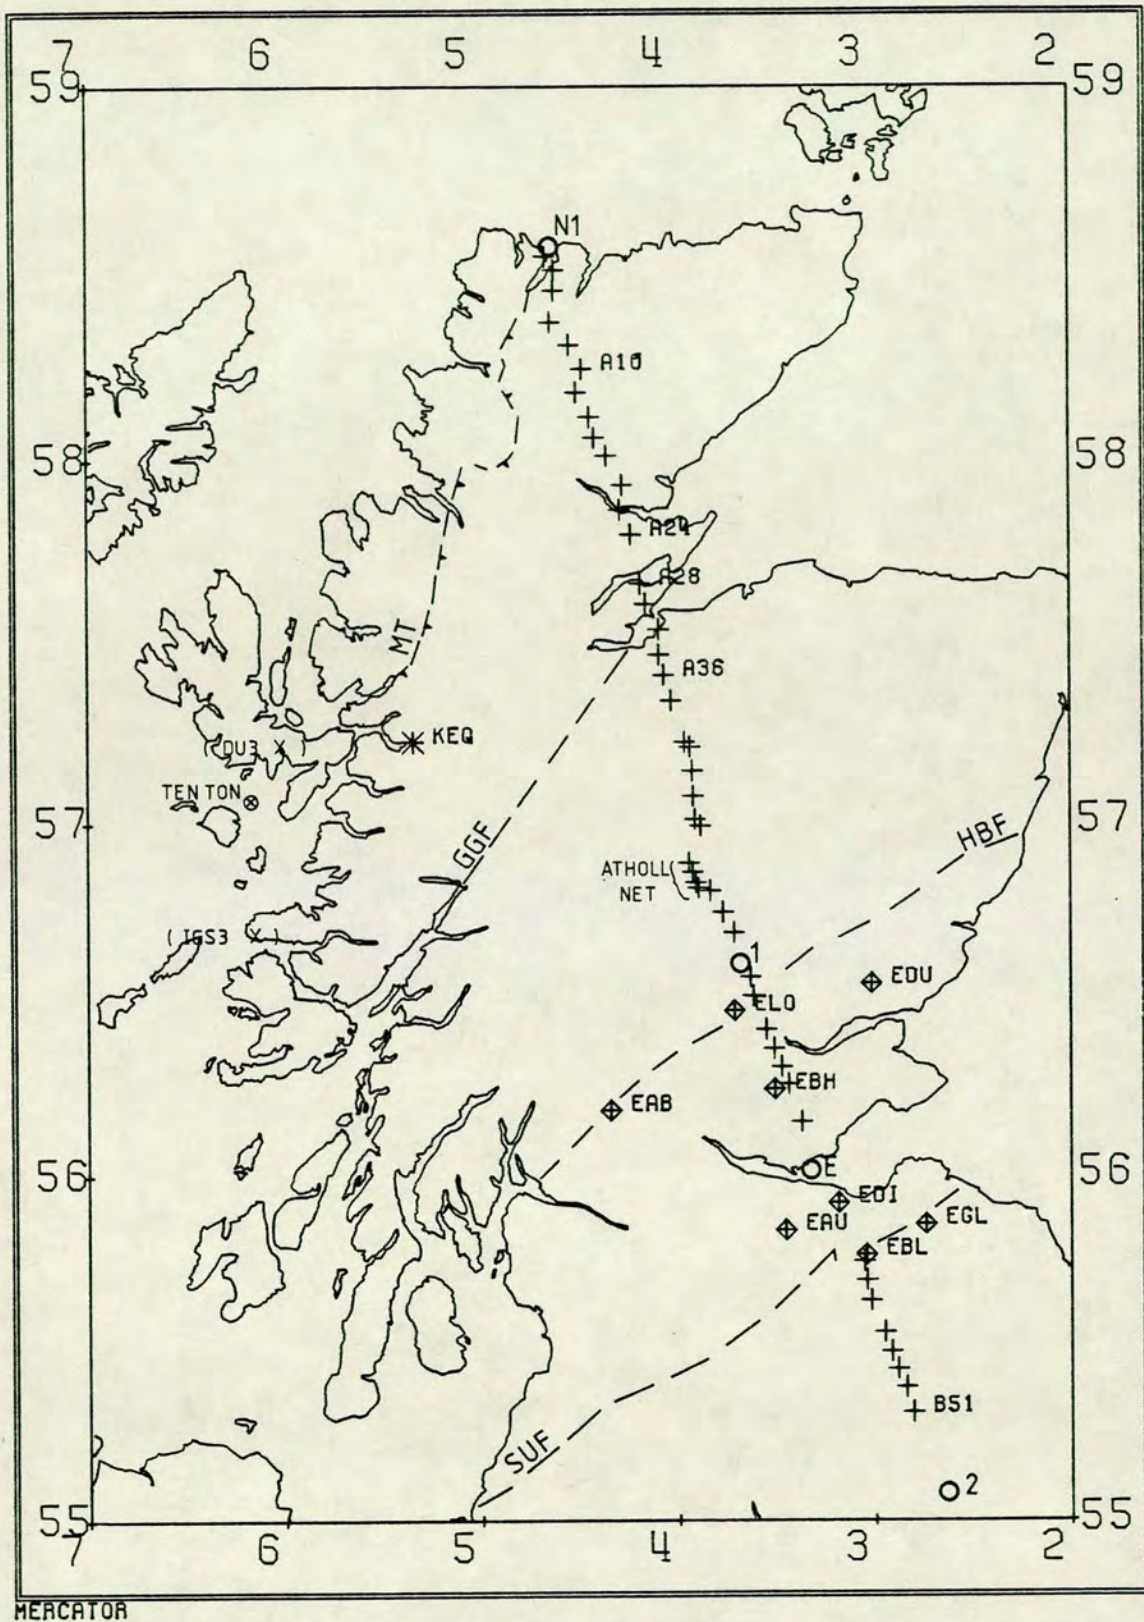 7 6 5 4 3 2
59 59
N1
A10
58 58
A24
A28
MT
A36
KEQ
( DU3 X )
TEN TON
57 57
GGF
HBF
ATHOLL
NET
( IGS3 X )
1
EDU
ELO
EBH
EAB
56 E 56
EDI
EAU EGL
EBL
B51
SUF
2
55 55
7 6 5 4 3 2
MERCATOR